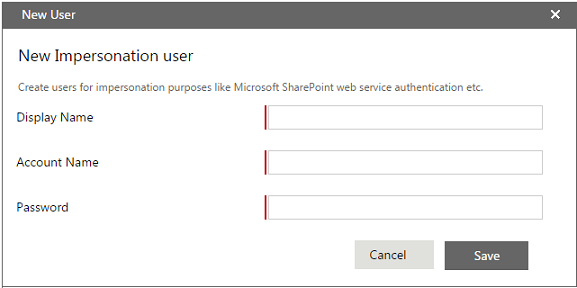 New User
New Impersonation user
Create users for impersonation purposes like Microsoft SharePoint web service authentication etc.
Display Name
Account Name
Password
Cancel
Save